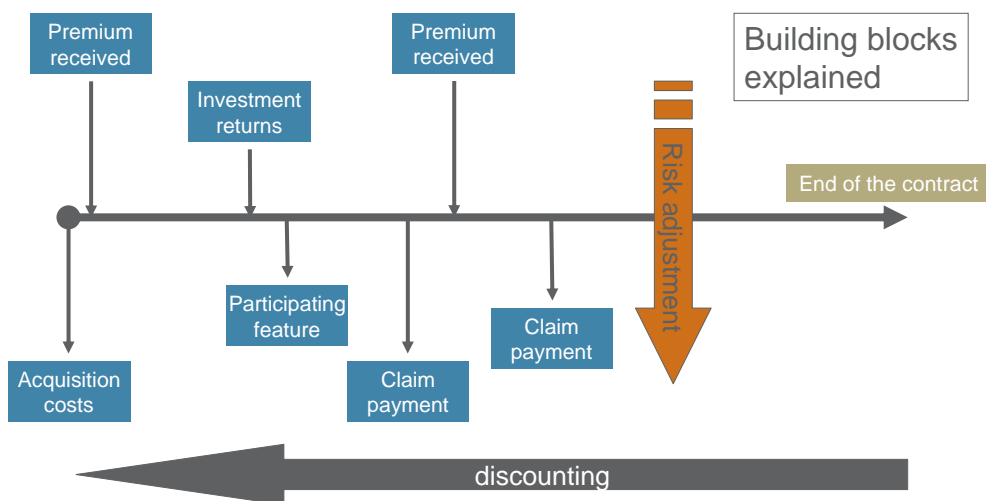 Premium
received
Premium
received
Building blocks
explained
Investment
returns
Risk adjustment
End of the contract
Participating
feature
Claim
payment
Acquisition
costs
Claim
payment
discounting